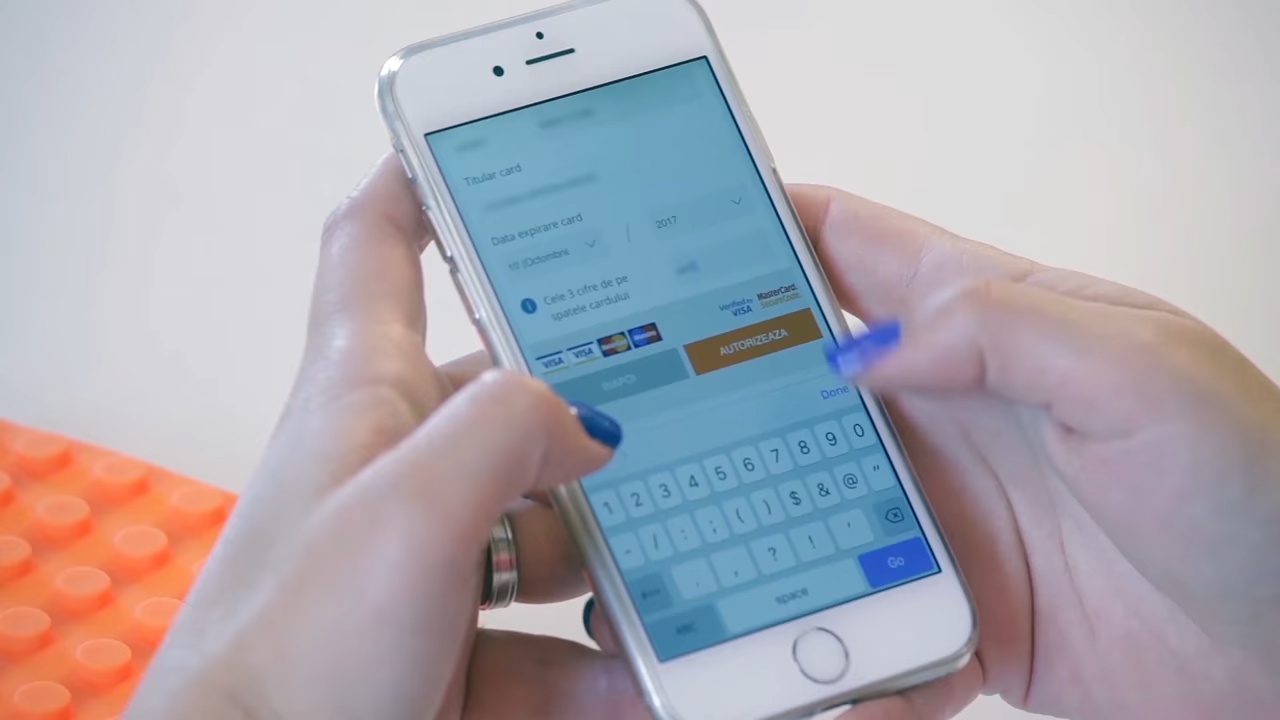 Titular card
Data expirare card
10 (Octombrie
/
2017
Cele 3 cifre de pe
spatele cardului
Verified by
VISA
MasterCard.
SecureCode.
VISA
VISA
MasterCard
AUTORIZEAZA
Done
1 2 3 4 5 6 7 8 9 0
- / : ; ( ) $ & @ "
. , ? ! '
ABC
space
Go